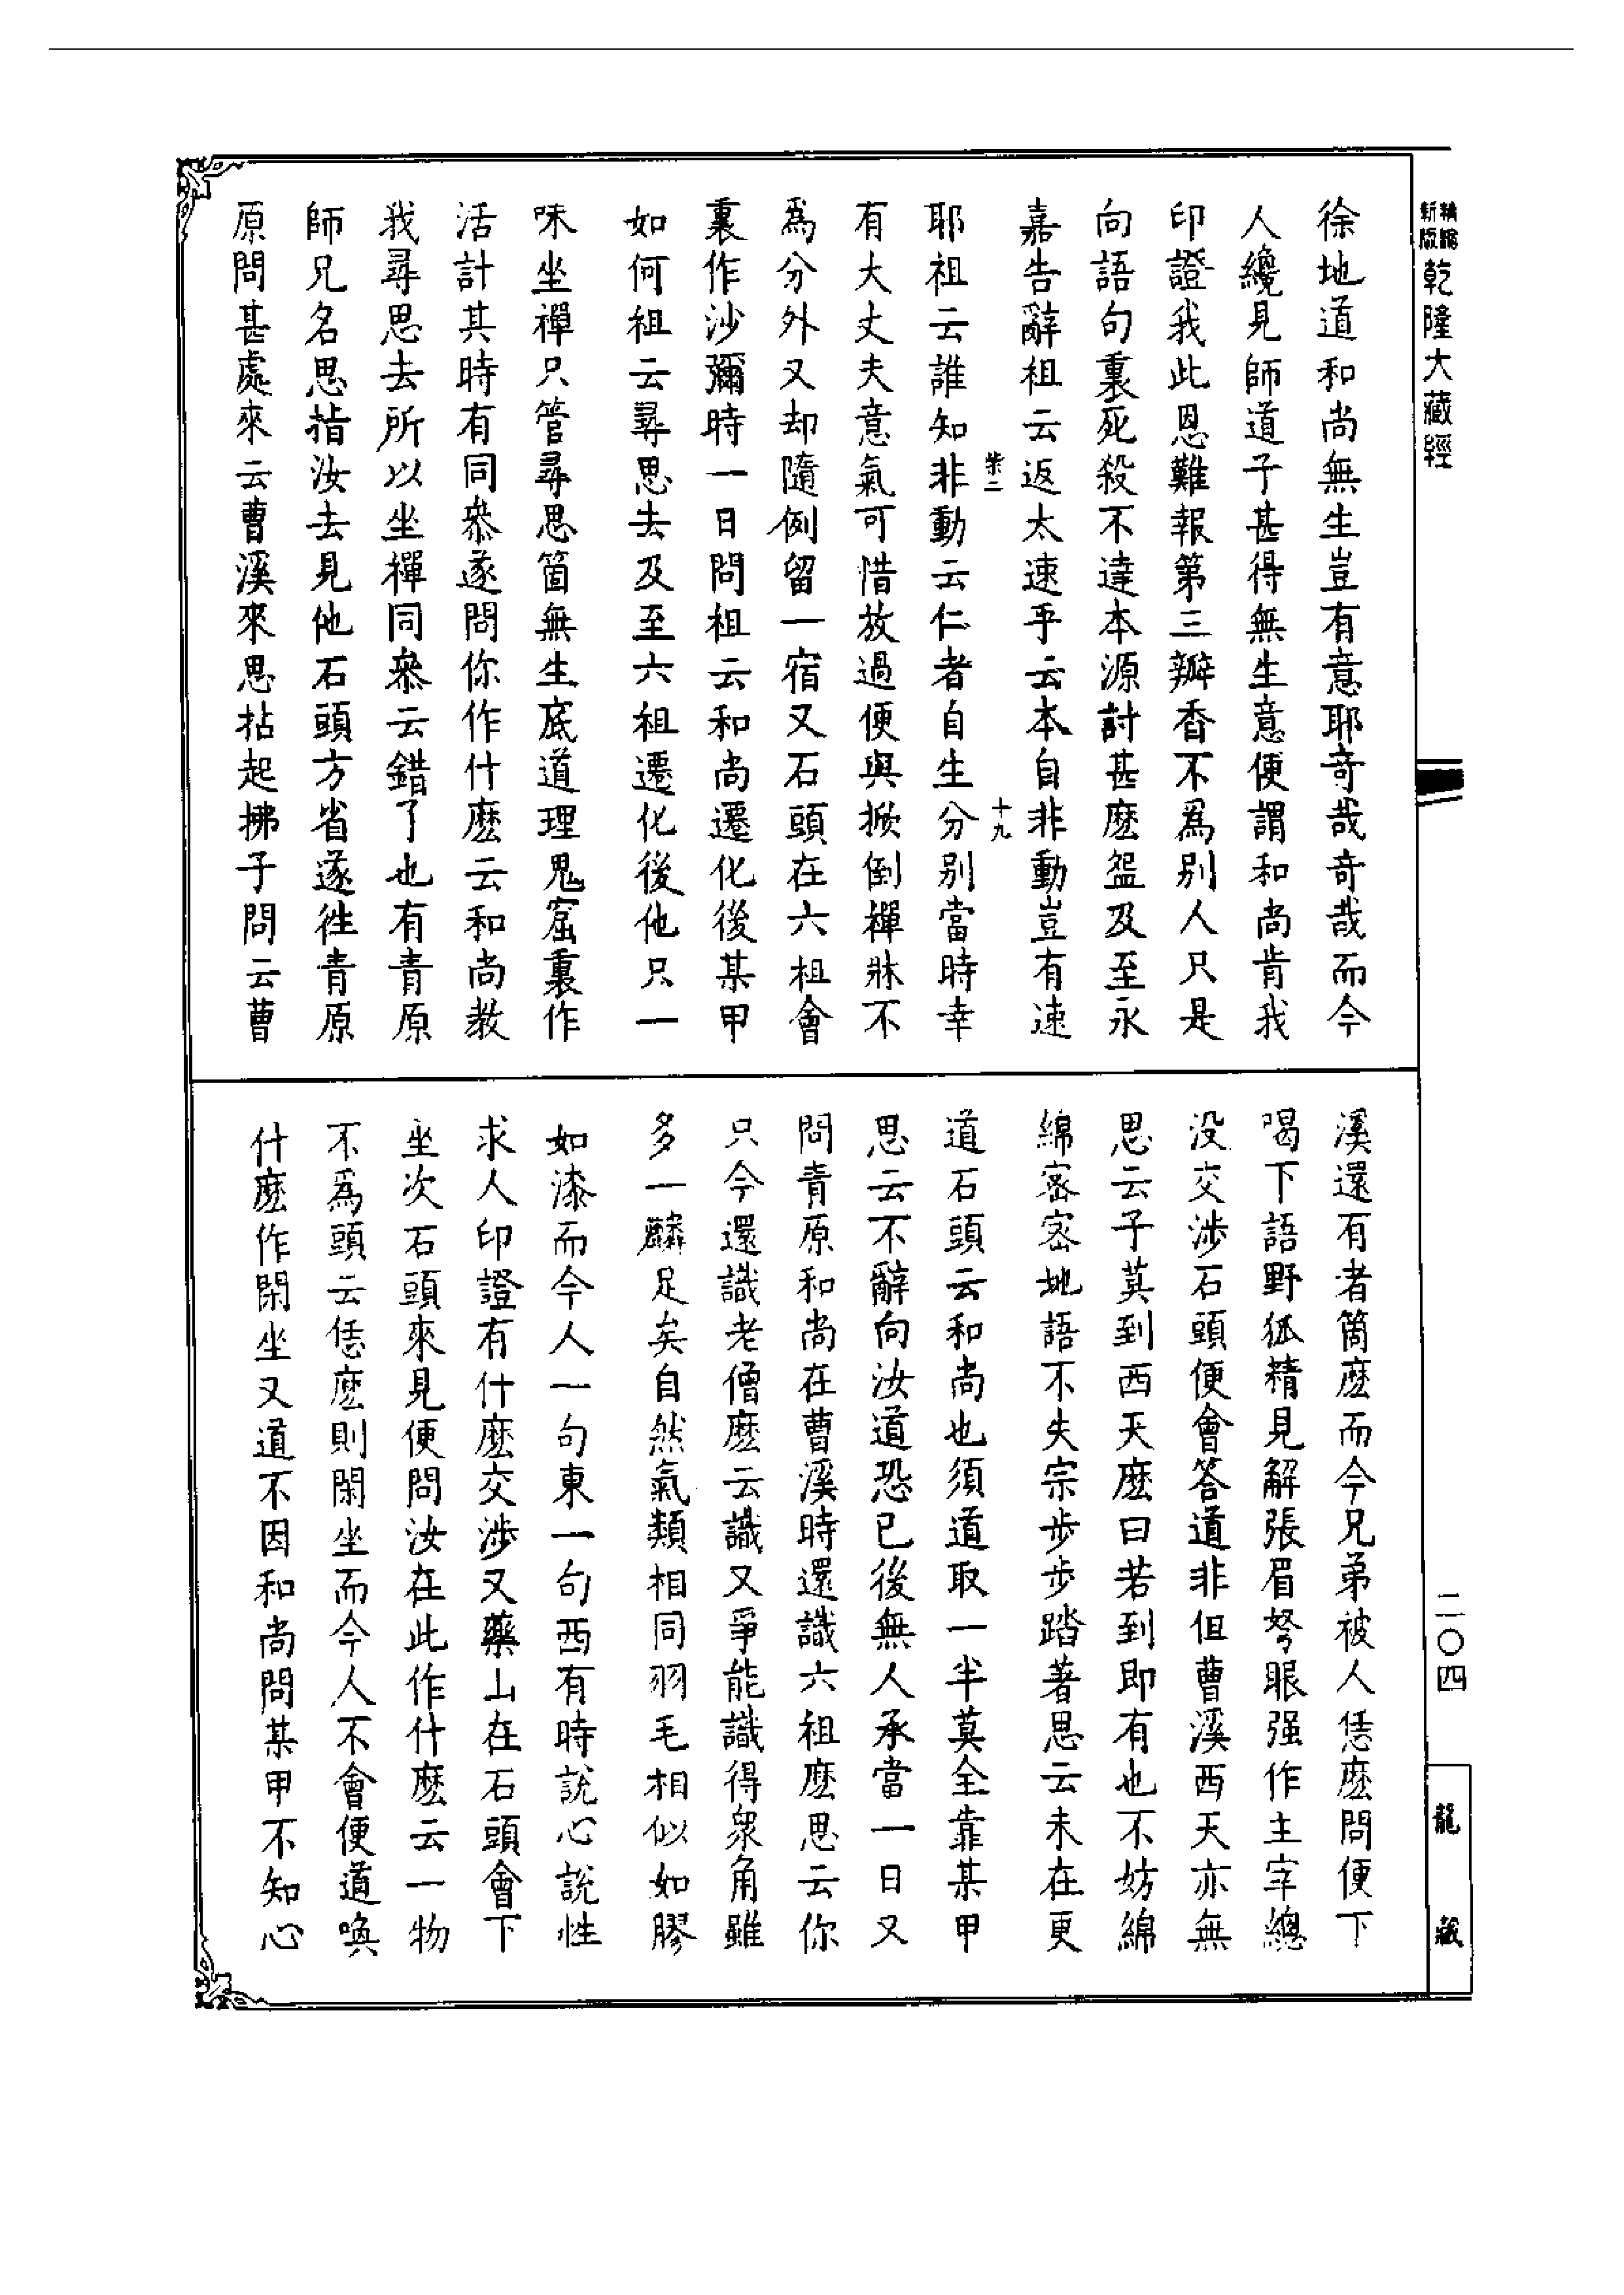 新版
乾隆大藏經
徐地道和尚無生豈有意耶奇哉奇哉而今
人纔見師道子甚得無生意便謂和尚肯我
印證我此恩難報第三瓣香不為別人只是
向語句裏死殺不達本源討甚麼盌及至永
嘉告辭祖云返太速乎云本自非動豈有速
耶祖云誰知非動云仁者自生分別當時幸
有大丈夫意氣可惜放過便與掀倒禪牀不
為分外又却隨例留一宿又石頭在六祖會
裏作沙彌時一日問祖云和尚遷化後某甲
如何祖云尋思去及至六祖遷化後他只一
味坐禪只管尋思箇無生底道理鬼窟裏作
活計其時有同叅遂問你作什麼云和尚教
我尋思去所以坐禪同叅云錯了也有青原
師兄名思指汝去見他石頭方省遂徃青原
原問甚處來云曹溪來思拈起拂子問云曹
溪還有者箇麼而今兄弟被人恁麼問便下
喝下語野狐精見解張眉努眼强作主宰總
没交涉石頭便會答道非但曹溪西天亦無
思云子莫到西天麼曰若到即有也不妨綿
綿密密地語不失宗步步踏著思云未在更
道石頭云和尚也須道取一半莫全靠某甲
思云不辭向汝道恐已後無人承當一日又
問青原和尚在曹溪時還識六祖麼思云你
只今還識老僧麼云識又爭能識得衆角雖
多一麟足矣自然氣類相同羽毛相似如膠
如漆而今人一句東一句西有時說心說性
求人印證有什麼交涉又藥山在石頭會下
坐次石頭來見便問汝在此作什麼云一物
不為頭云恁麼則閑坐而今人不會便道喚
什麼作閑坐又道不因和尚問某甲不知心
柴二
十九
二〇四
龍藏